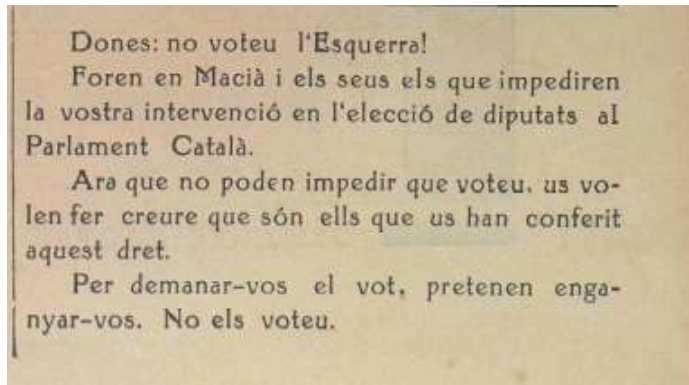 Dones: no voteu l'Esquerra!
Foren en Macià i els seus els que impediren
la vostra intervenció en l'elecció de diputats al
Parlament Català.
Ara que no poden impedir que voteu, us vo-
len fer creure que són ells que us han conferit
aquest dret.
Per demanar-vos el vot, pretenen enga-
nyar-vos. No els voteu.